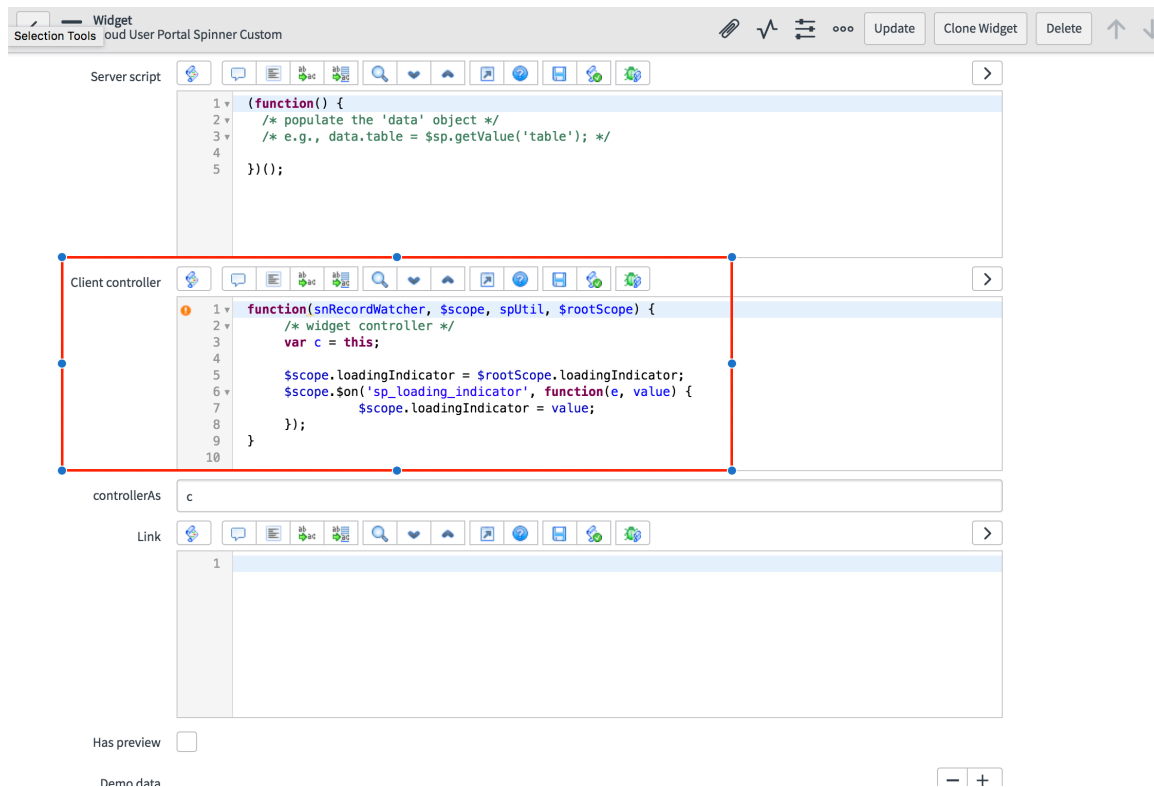 Widget
Selection Tools
oud User Portal Spinner Custom
Update
Clone Widget
Delete
Server script
1
(function() {
2
/* populate the 'data' object */
3
/* e.g., data.table = $sp.getValue('table'); */
4
5
})();
Client controller
1
function(snRecordWatcher, $scope, spUtil, $rootScope) {
2
/* widget controller */
3
var c = this;
4
5
$scope.loadingIndicator = $rootScope.loadingIndicator;
6
$scope.$on('sp_loading_indicator', function(e, value) {
7
$scope.loadingIndicator = value;
8
});
9
}
10
controllerAs
c
Link
1
Has preview
Demo data